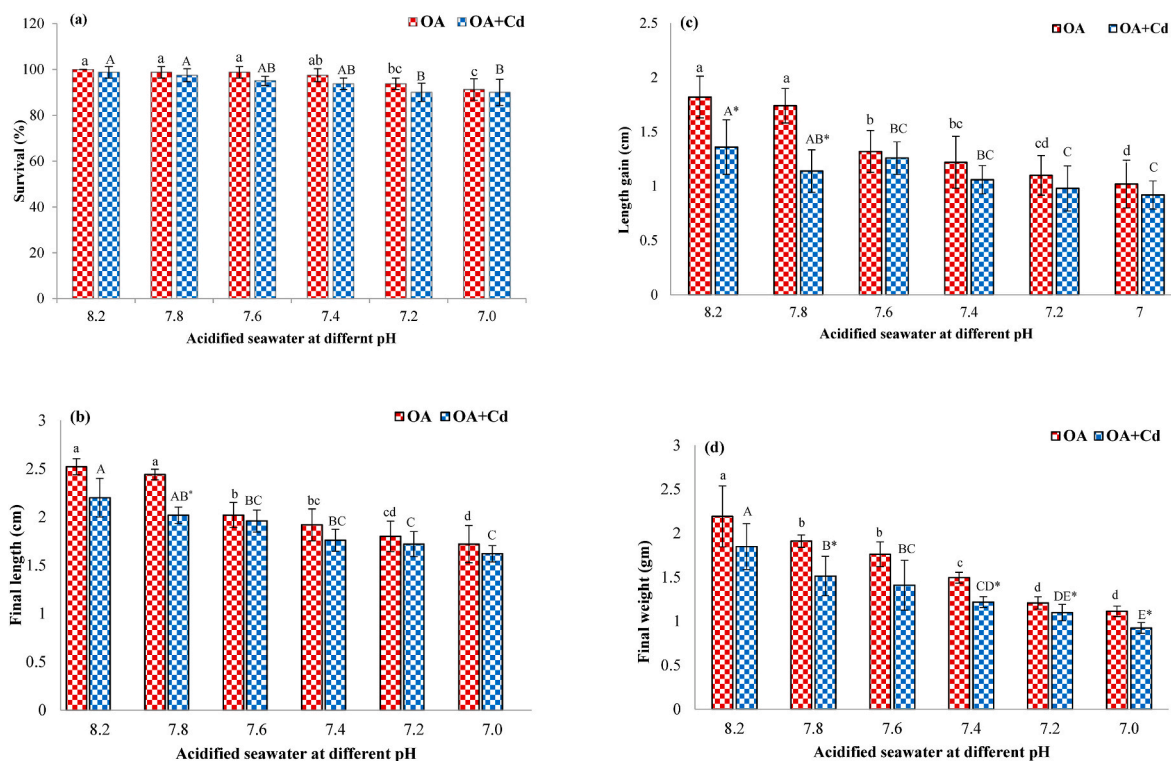 (a)
OA OA+Cd
120
100
80
60
40
20
0
Survival (%)
a A a A a AB ab AB bc B c B
8.2 7.8 7.6 7.4 7.2 7.0
Acidified seawater at differnt pH
(c)
OA OA+Cd
2.5
2
1.5
1
0.5
0
Length gain (cm)
a A* a AB* b BC bc BC cd C d C
8.2 7.8 7.6 7.4 7.2 7
Acidified seawater at different pH
(b)
OA OA+Cd
3
2.5
2
1.5
1
0.5
0
Final length (cm)
a A a AB* b BC bc BC cd C d C
8.2 7.8 7.6 7.4 7.2 7.0
Acidified seawater at different pH
(d)
OA OA+Cd
3
2.5
2
1.5
1
0.5
0
Final weight (gm)
a A b B* b BC c CD* d DE* d E*
8.2 7.8 7.6 7.4 7.2 7.0
Acidified seawater at different pH